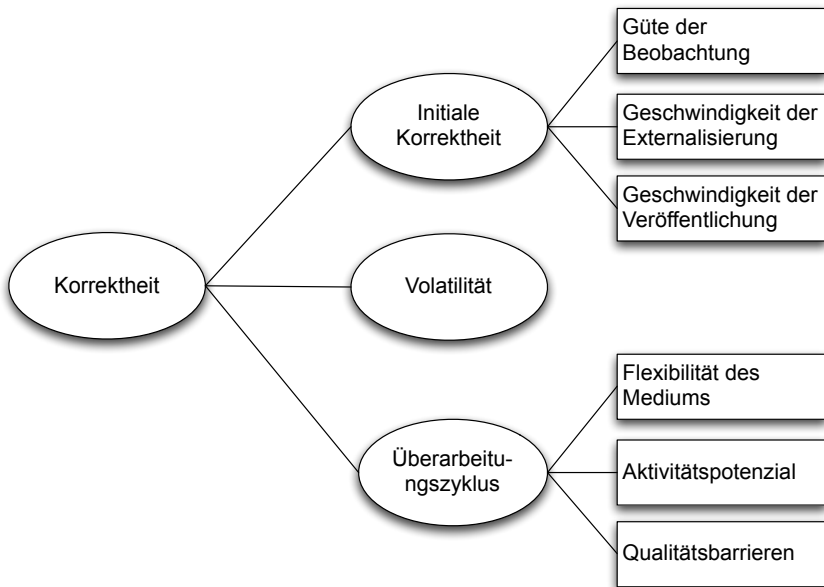 Korrektheit
Initiale
Korrektheit
Güte der
Beobachtung
Geschwindigkeit der
Externalisierung
Geschwindigkeit der
Veröffentlichung
Volatilität
Überarbeitu-
ngszyklus
Flexibilität des
Mediums
Aktivitätspotenzial
Qualitätsbarrieren